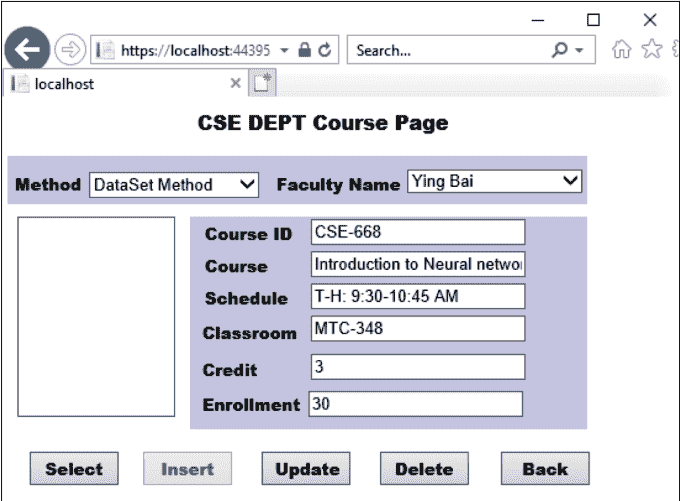 https://localhost:44395
Search...
localhost
CSE DEPT Course Page
Method DataSet Method Faculty Name Ying Bai
Course ID CSE-668
Course Introduction to Neural
Schedule T-H: 9:30-10:45 AM
Classroom MTC-348
Credit 3
Enrollment 30
Select Insert Update Delete Back